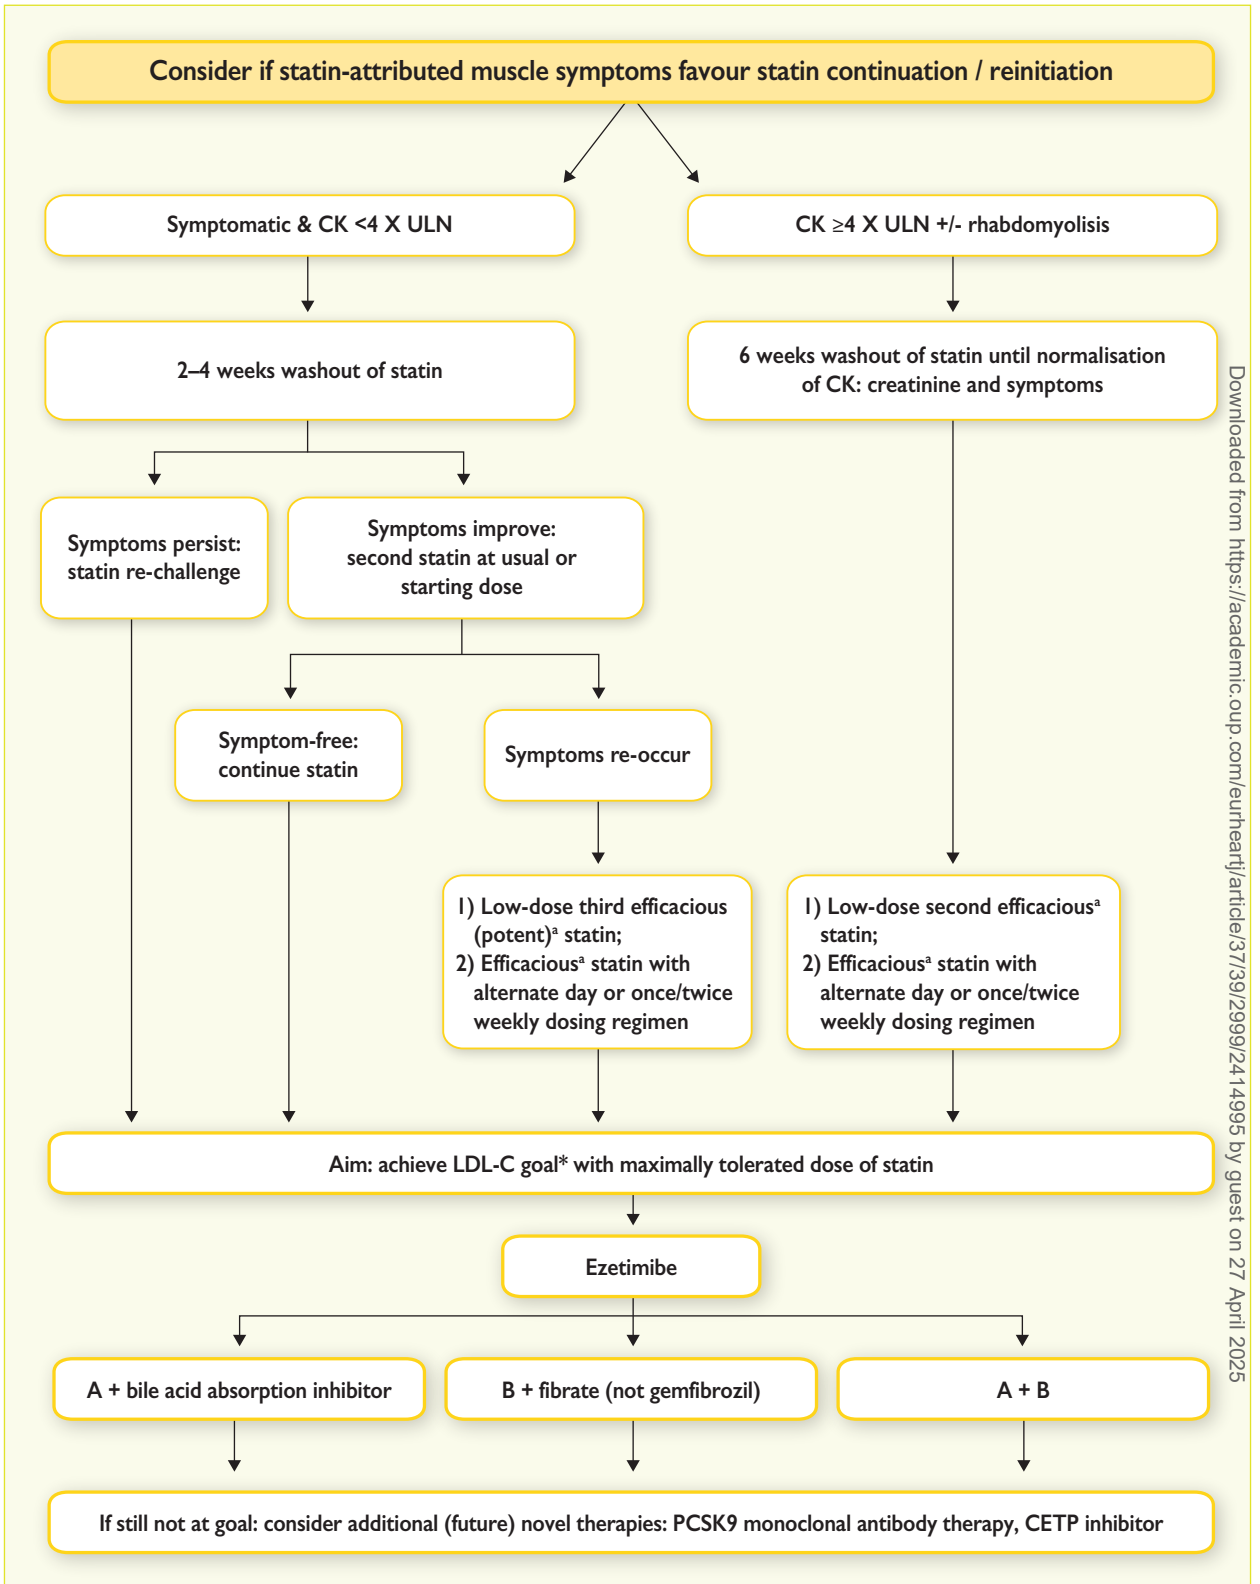 Consider if statin-attributed muscle symptoms favour statin continuation / reinitiation
Symptomatic & CK <4 X ULN
CK ≥4 X ULN +/- rhabdomyolisis
2–4 weeks washout of statin
6 weeks washout of statin until normalisation
of CK: creatinine and symptoms
Symptoms persist:
statin re-challenge
Symptoms improve:
second statin at usual or
starting dose
Symptom-free:
continue statin
Symptoms re-occur
1) Low-dose third efficacious
(potent)ᵃ statin;
2) Efficaciousᵃ statin with
alternate day or once/twice
weekly dosing regimen
1) Low-dose second efficaciousᵃ
statin;
2) Efficaciousᵃ statin with
alternate day or once/twice
weekly dosing regimen
Aim: achieve LDL-C goal* with maximally tolerated dose of statin
Ezetimibe
A + bile acid absorption inhibitor
B + fibrate (not gemfibrozil)
A + B
If still not at goal: consider additional (future) novel therapies: PCSK9 monoclonal antibody therapy, CETP inhibitor
Downloaded from https://academic.oup.com/eurheartj/article/37/39/2999/2414995 by guest on 27 April 2025